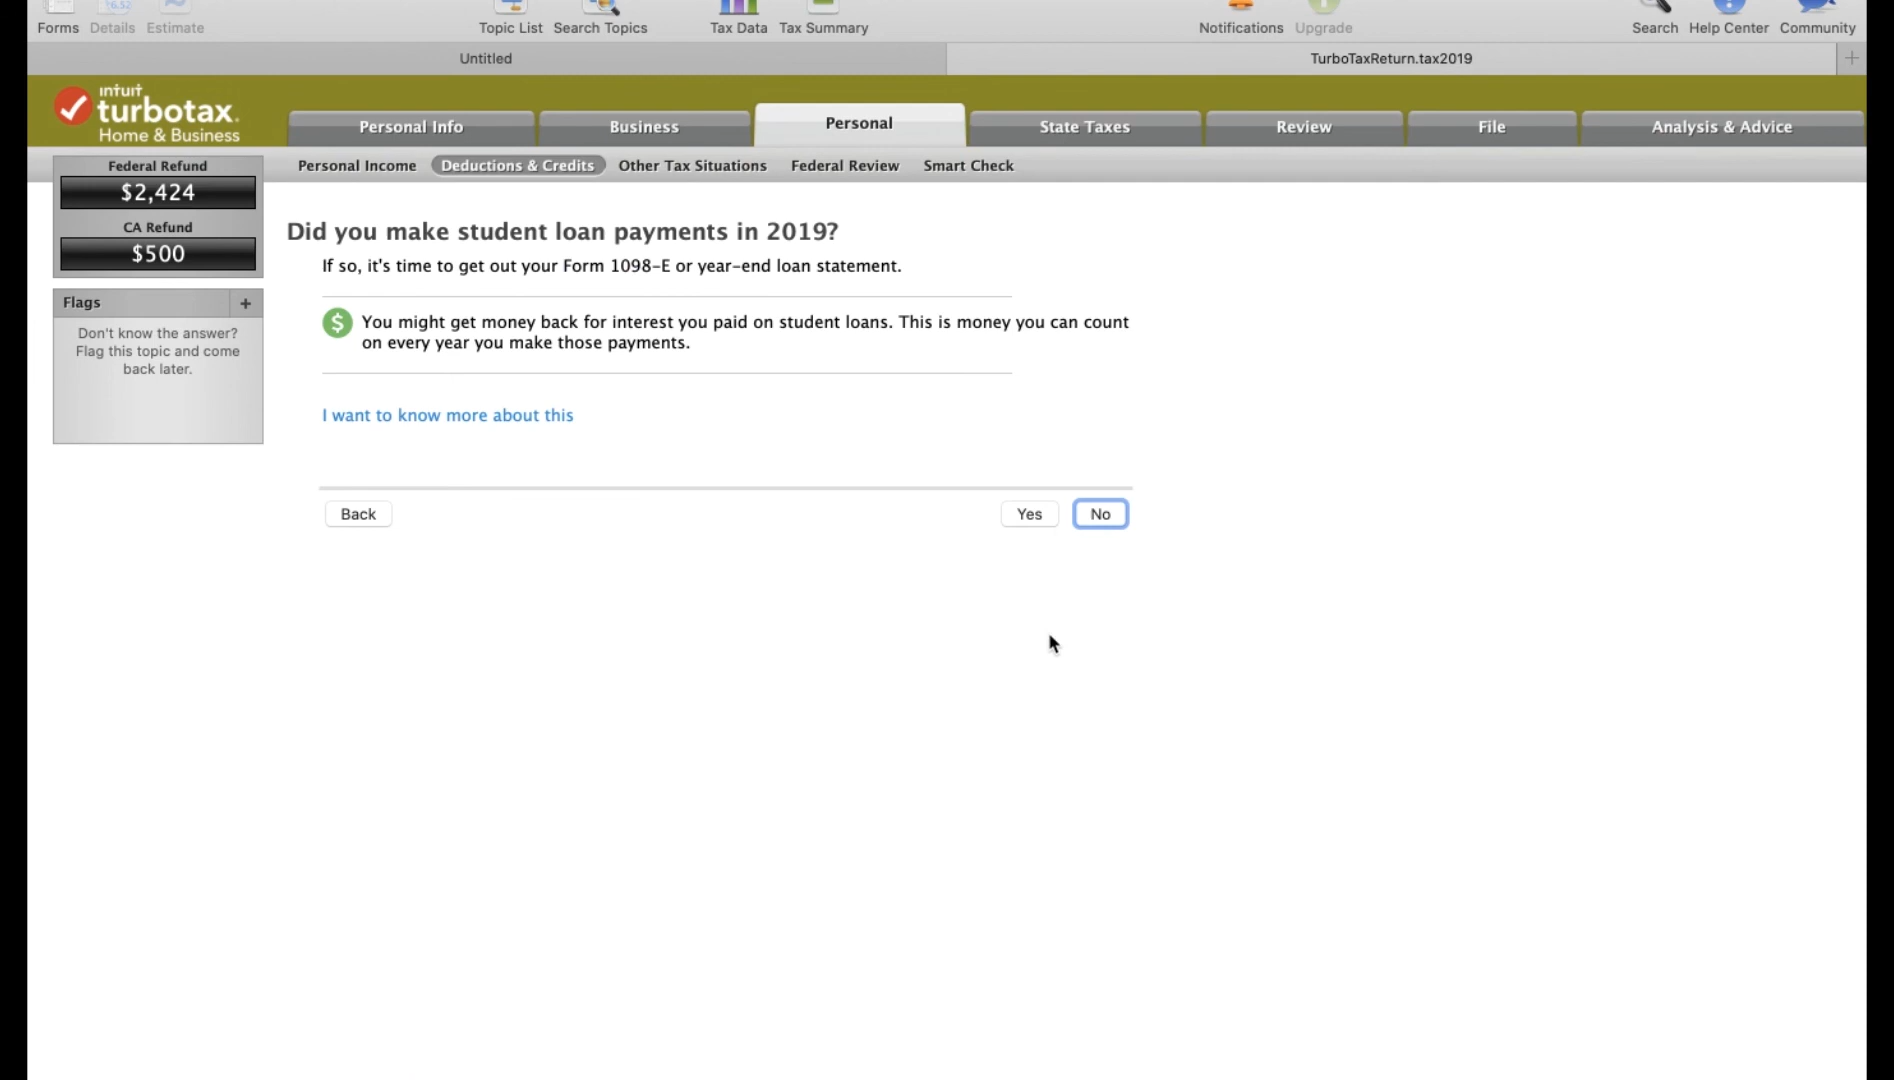 Forms Details Estimate Topic List Search Topics Tax Data Tax Summary Notifications Upgrade Search Help Center Community
Untitled TurboTaxReturn.tax2019 +
intuit
turbotax.
Home & Business
Personal Info Business Personal State Taxes Review File Analysis & Advice
Personal Income Deductions & Credits Other Tax Situations Federal Review Smart Check
Federal Refund
$2,424
CA Refund
$500
Flags +
Don't know the answer?
Flag this topic and come
back later.
Did you make student loan payments in 2019?
If so, it's time to get out your Form 1098-E or year-end loan statement.
$ You might get money back for interest you paid on student loans. This is money you can count
on every year you make those payments.
I want to know more about this
Back Yes No